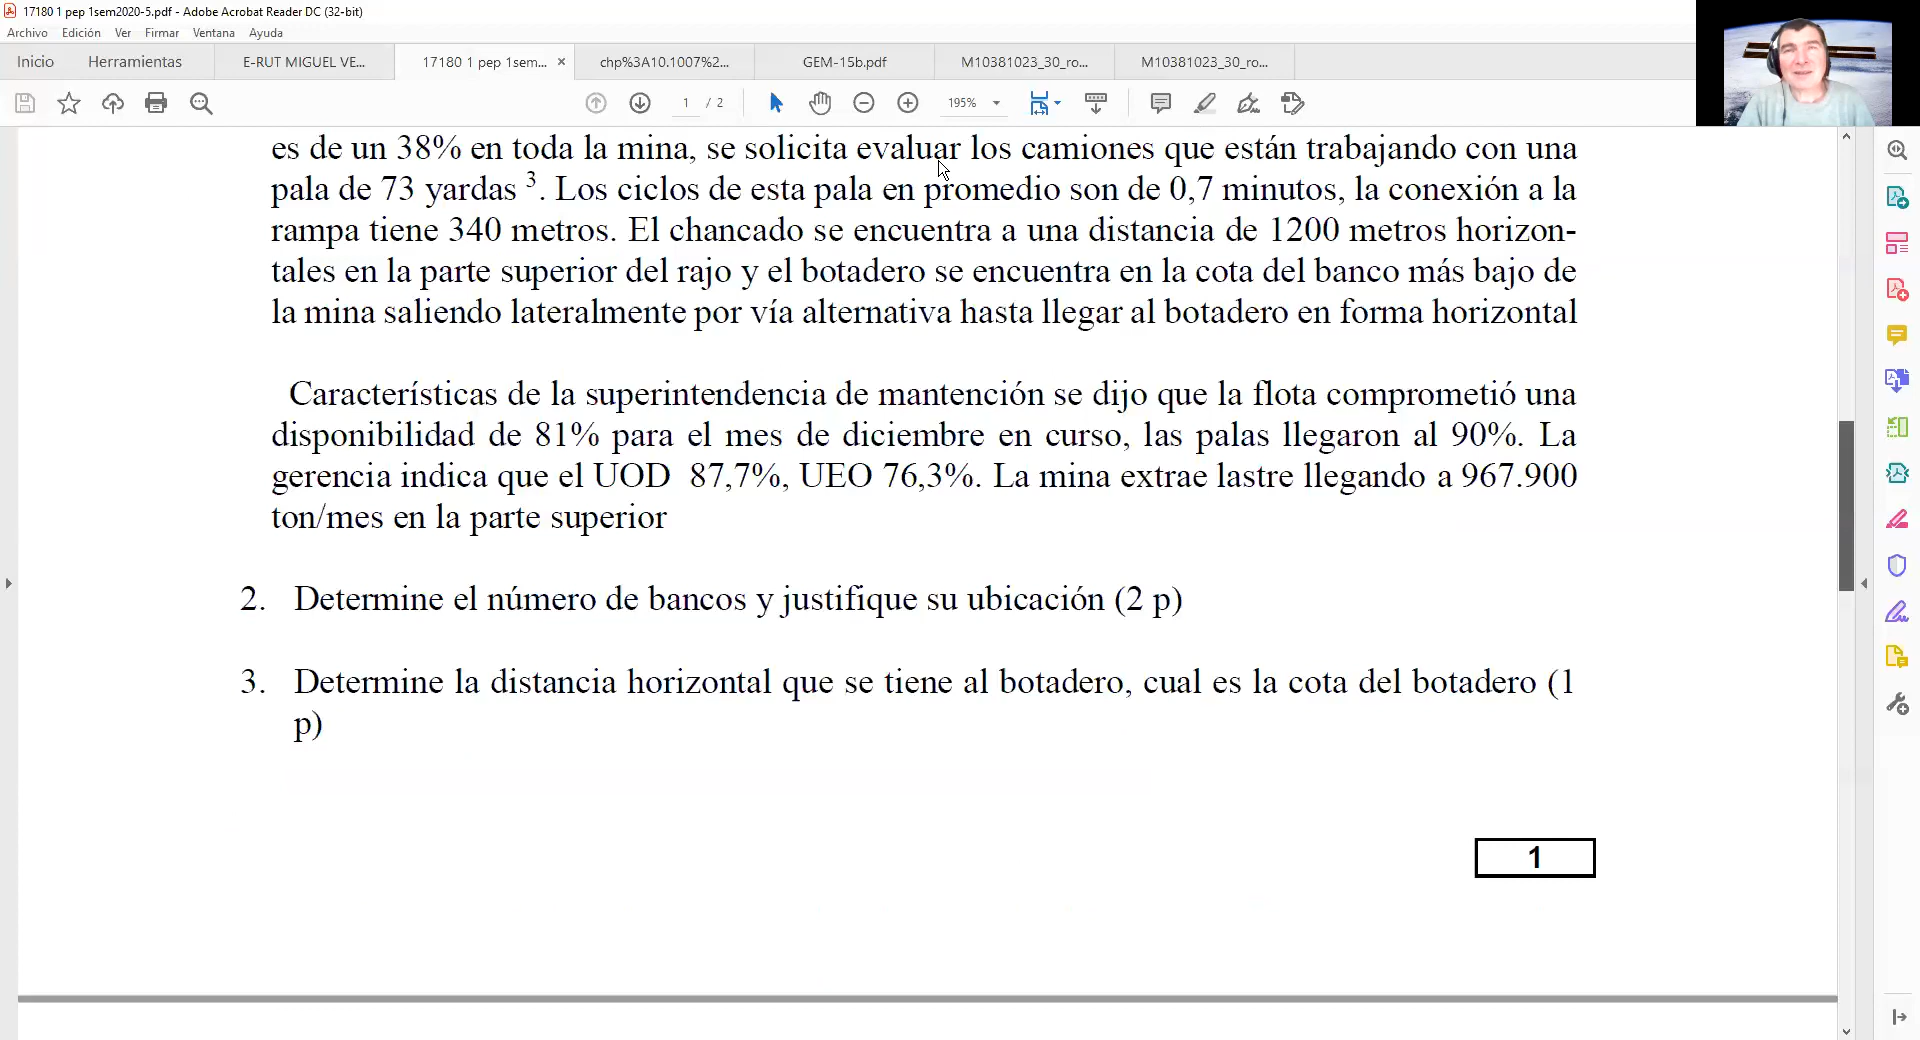 17180 1 pep 1sem2020-5.pdf - Adobe Acrobat Reader DC (32-bit)
Archivo Edición Ver Firmar Ventana Ayuda
Inicio Herramientas E-RUT MIGUEL VE... 17180 1 pep 1sem... × chp%3A10.1007%2... GEM-15b.pdf M10381023_30_ro... M10381023_30_ro...
1 / 2 195%
es de un 38% en toda la mina, se solicita evaluar los camiones que están trabajando con una
pala de 73 yardas ³. Los ciclos de esta pala en promedio son de 0,7 minutos, la conexión a la
rampa tiene 340 metros. El chancado se encuentra a una distancia de 1200 metros horizon-
tales en la parte superior del rajo y el botadero se encuentra en la cota del banco más bajo de
la mina saliendo lateralmente por vía alternativa hasta llegar al botadero en forma horizontal
Características de la superintendencia de mantención se dijo que la flota comprometió una
disponibilidad de 81% para el mes de diciembre en curso, las palas llegaron al 90%. La
gerencia indica que el UOD 87,7%, UEO 76,3%. La mina extrae lastre llegando a 967.900
ton/mes en la parte superior
2. Determine el número de bancos y justifique su ubicación (2 p)
3. Determine la distancia horizontal que se tiene al botadero, cual es la cota del botadero (1
p)
1